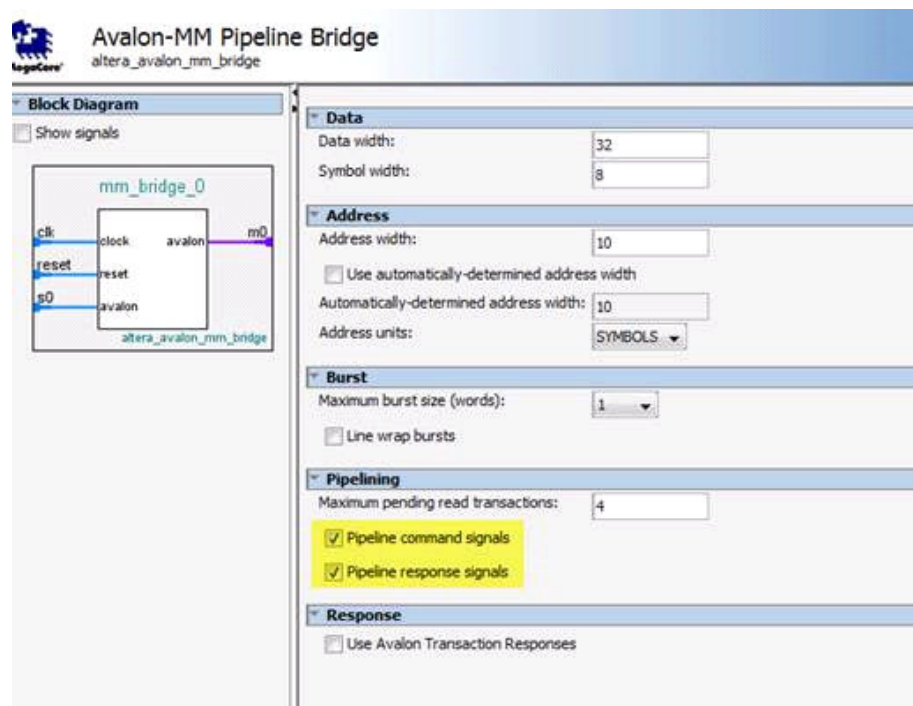 Avalon-MM Pipeline Bridge
altera_avalon_mm_bridge
MegaCore'
Block Diagram
Show signals
mm_bridge_0
clk
clock
avalon
m0
reset
reset
s0
avalon
altera_avalon_mm_bridge
Data
Data width: 32
Symbol width: 8
Address
Address width: 10
Use automatically-determined address width
Automatically-determined address width: 10
Address units: SYMBOLS
Burst
Maximum burst size (words): 1
Line wrap bursts
Pipelining
Maximum pending read transactions: 4
Pipeline command signals
Pipeline response signals
Response
Use Avalon Transaction Responses